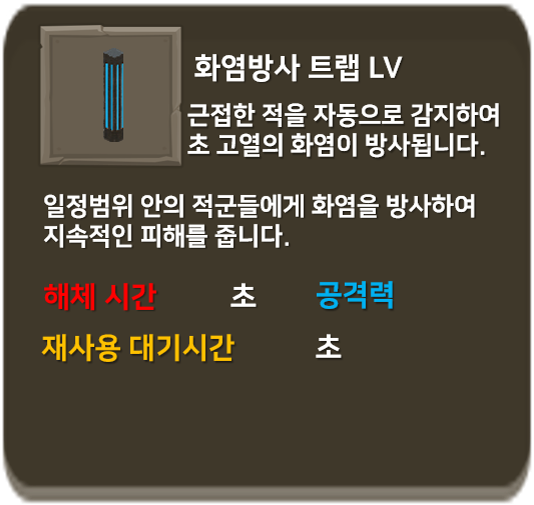 화염방사 트랩 LV
근접한 적을 자동으로 감지하여
초 고열의 화염이 방사됩니다.
일정범위 안의 적군들에게 화염을 방사하여
지속적인 피해를 줍니다.
해체 시간 초 공격력
재사용 대기시간 초